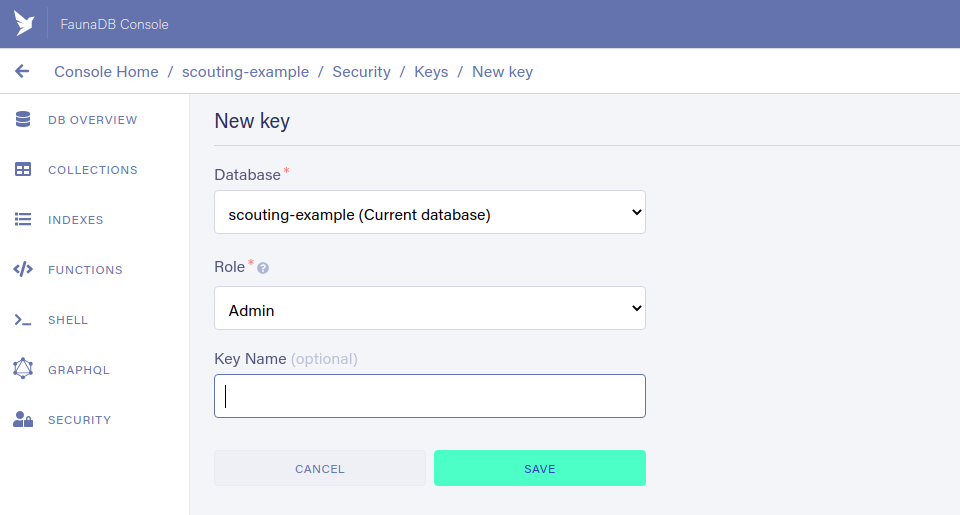 FaunaDB Console
Console Home / scouting-example / Security / Keys / New key
DB OVERVIEW
COLLECTIONS
INDEXES
FUNCTIONS
SHELL
GRAPHQL
SECURITY
New key
Database *
scouting-example (Current database)
Role * ?
Admin
Key Name (optional)
CANCEL
SAVE